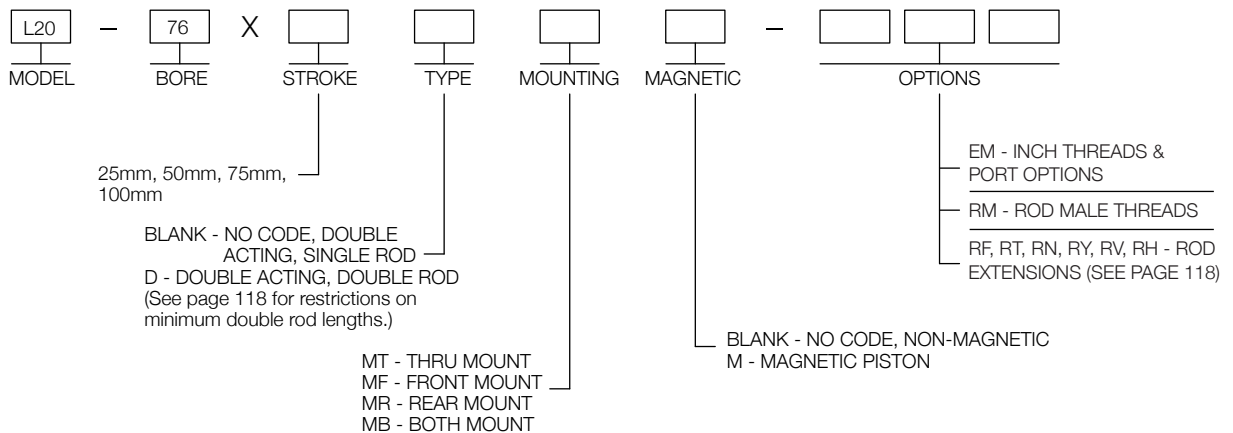 L20 – 76 X –
MODEL BORE STROKE TYPE MOUNTING MAGNETIC OPTIONS
25mm, 50mm, 75mm,
100mm
BLANK - NO CODE, DOUBLE
ACTING, SINGLE ROD
D - DOUBLE ACTING, DOUBLE ROD
(See page 118 for restrictions on
minimum double rod lengths.)
MT - THRU MOUNT
MF - FRONT MOUNT
MR - REAR MOUNT
MB - BOTH MOUNT
BLANK - NO CODE, NON-MAGNETIC
M - MAGNETIC PISTON
EM - INCH THREADS &
PORT OPTIONS
RM - ROD MALE THREADS
RF, RT, RN, RY, RV, RH - ROD
EXTENSIONS (SEE PAGE 118)